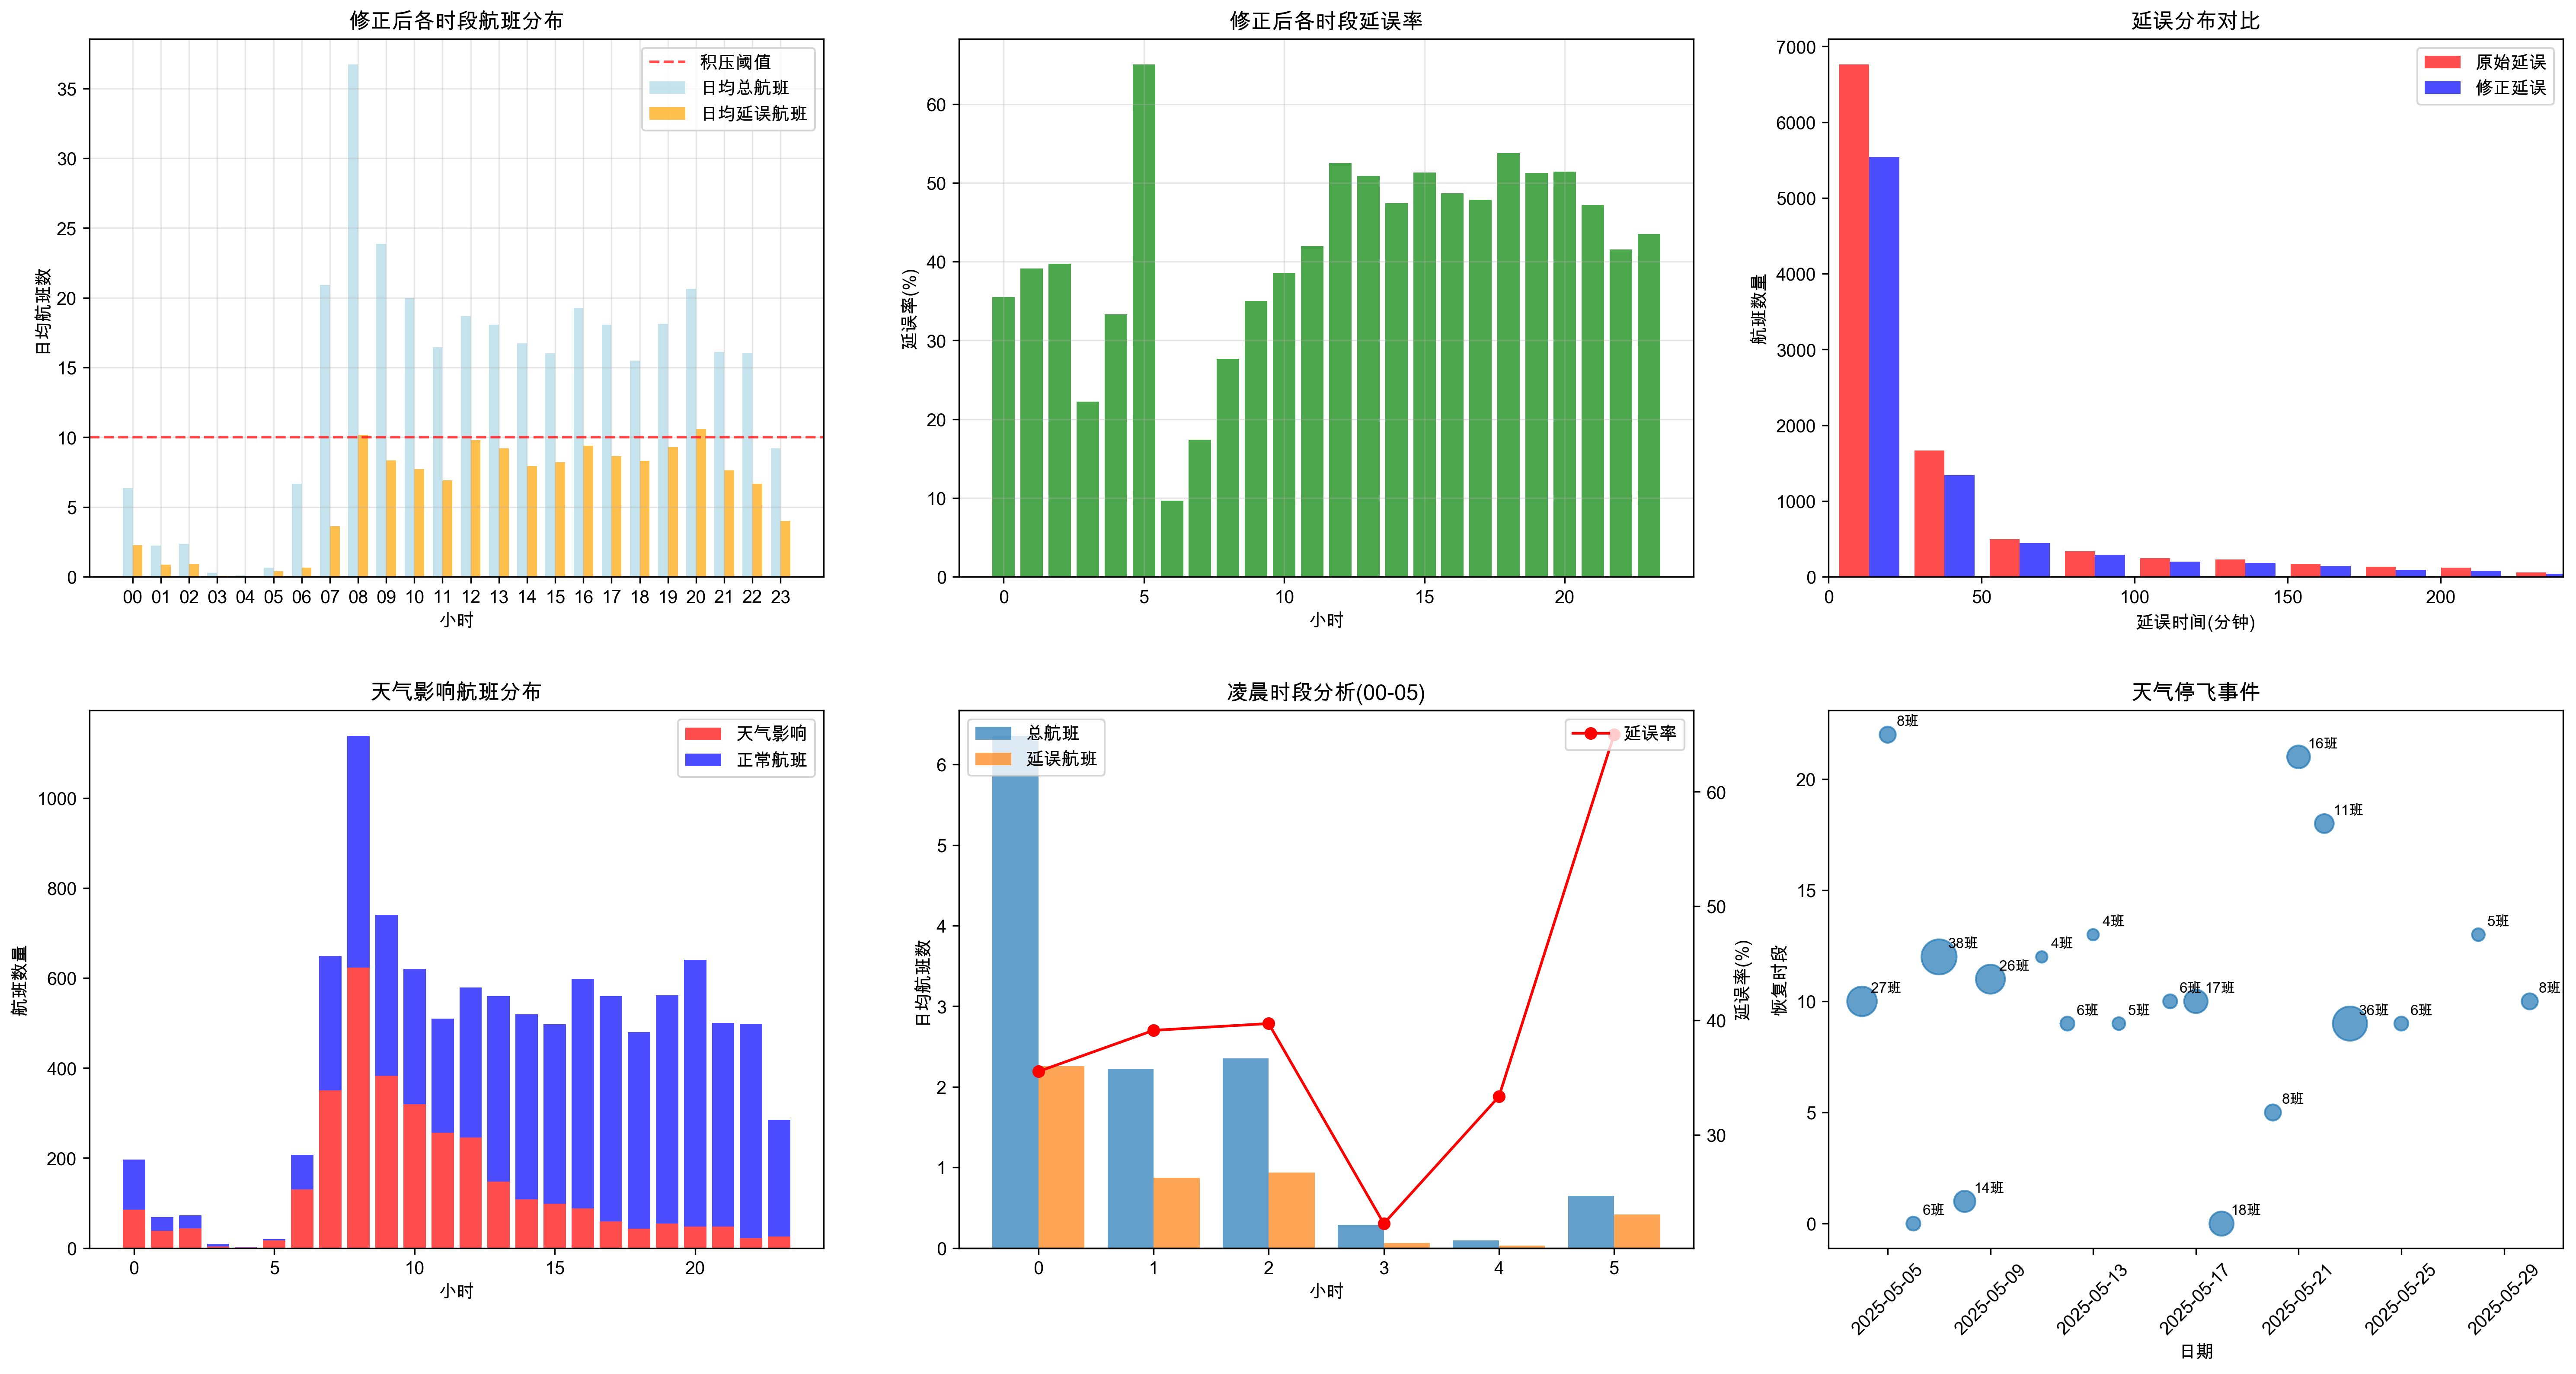 修正后各时段航班分布
积压阈值
日均总航班
日均延误航班
日均航班数
35
30
25
20
15
10
5
0
00 01 02 03 04 05 06 07 08 09 10 11 12 13 14 15 16 17 18 19 20 21 22 23
小时
修正后各时段延误率
延误率(%)
60
50
40
30
20
10
0
0 5 10 15 20
小时
延误分布对比
原始延误
修正延误
航班数量
7000
6000
5000
4000
3000
2000
1000
0
0 50 100 150 200
延误时间(分钟)
天气影响航班分布
天气影响
正常航班
航班数量
1000
800
600
400
200
0
0 5 10 15 20
小时
凌晨时段分析(00-05)
总航班
延误航班
延误率
日均航班数
6
5
4
3
2
1
0
0 1 2 3 4 5
小时
60
50
40
30
延误率(%)
天气停飞事件
恢复时段
20
15
10
5
0
8班
16班
11班
4班
5班
38班
4班
26班
27班
6班
17班
8班
6班
5班
36班
6班
8班
14班
6班
18班
2025-05-05
2025-05-09
2025-05-13
2025-05-17
2025-05-21
2025-05-25
2025-05-29
日期